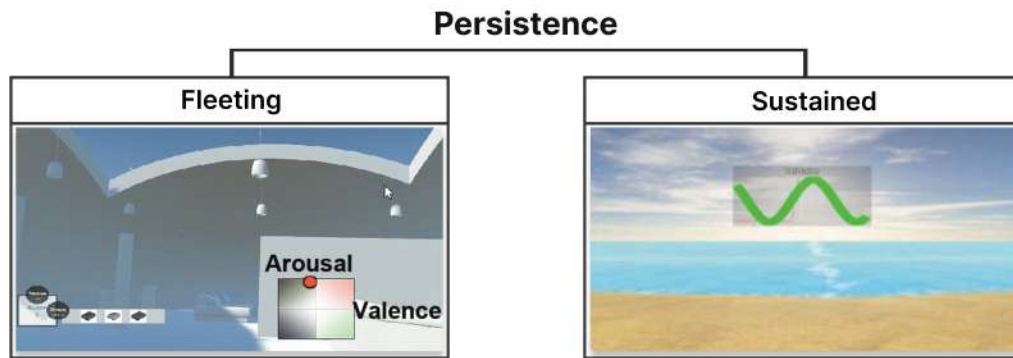 Persistence
Fleeting
Sustained
Arousal
Valence